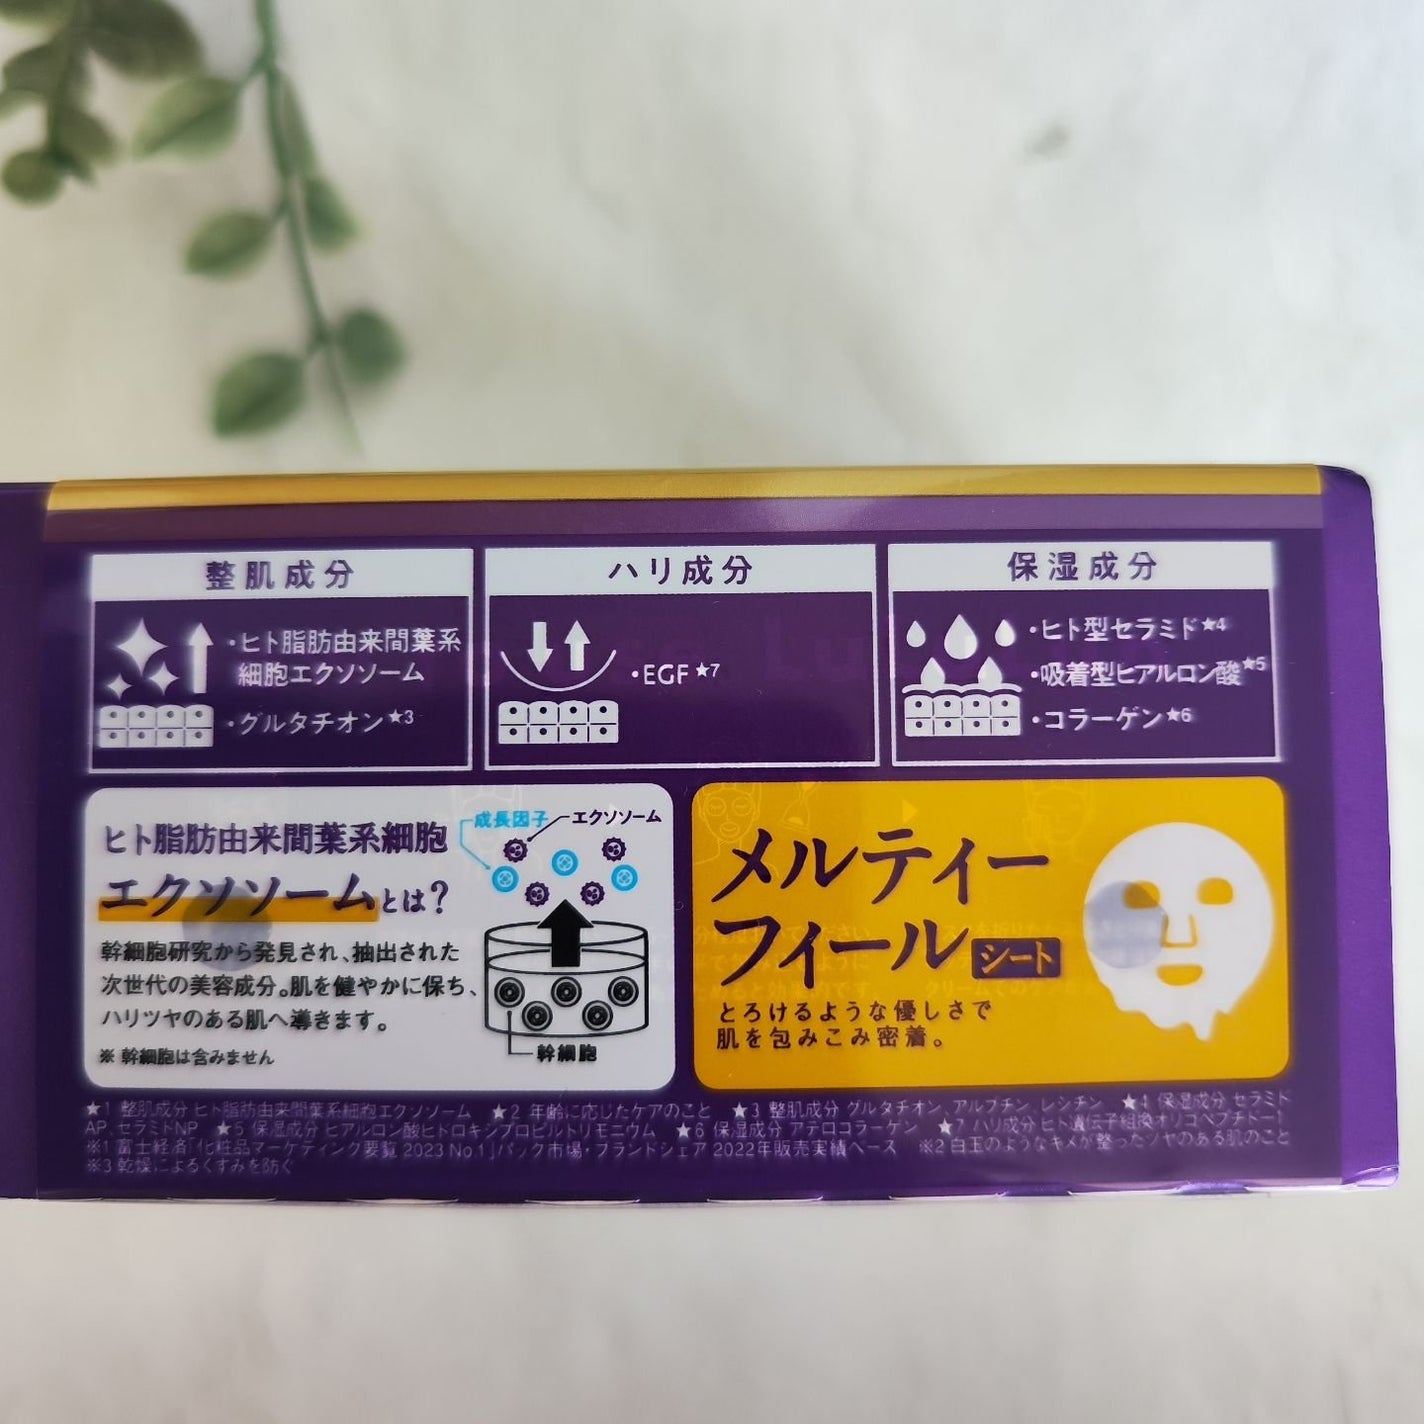 整肌成分
・ヒト脂肪由来間葉系
細胞エクソソーム
・グルタチオン★3
ハリ成分
・EGF★7
保湿成分
・ヒト型セラミド★4
・吸着型ヒアルロン酸★5
・コラーゲン★6
ヒト脂肪由来間葉系細胞
エクソソームとは?
幹細胞研究から発見され、抽出された
次世代の美容成分。肌を健やかに保ち、
ハリツヤのある肌へ導きます。
※ 幹細胞は含みません
成長因子
エクソソーム
幹細胞
メルティー
フィールシート
とろけるような優しさで
肌を包みこみ密着。
★1 整肌成分 ヒト脂肪由来間葉系細胞エクソソーム ★2 年齢に応じたケアのこと ★3 整肌成分 グルタチオン、アルブチン、レシチン ★4 保湿成分 セラミド
AP、セラミドNP ★5 保湿成分 ヒアルロン酸ヒドロキシプロピルトリモニウム ★6 保湿成分 アテロコラーゲン ★7 ハリ成分 ヒト遺伝子組換オリゴペプチド-1
※1 富士経済「化粧品マーケティング要覧 2023 No.1」パック市場・ブランドシェア 2022年販売実績ベース ※2 白玉のようなキメが整ったツヤのある肌のこと
※3 乾燥によるくすみを防ぐ